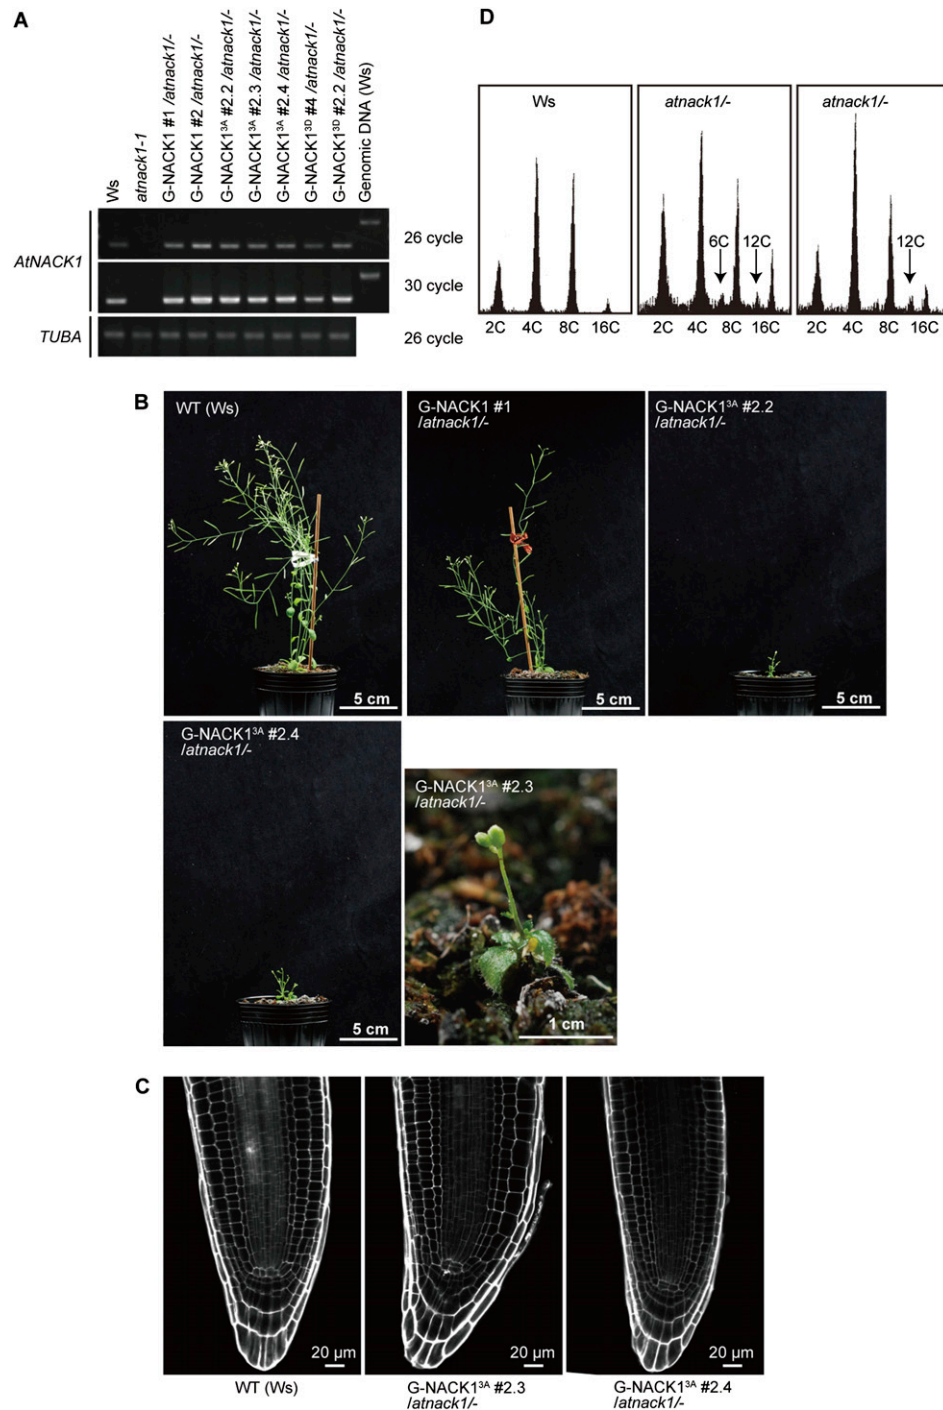 A
Ws
atnack1-1
G-NACK1 #1 /atnack1/-
G-NACK1 #2 /atnack1/-
G-NACK1³ᴬ #2.2 /atnack1/-
G-NACK1³ᴬ #2.3 /atnack1/-
G-NACK1³ᴬ #2.4 /atnack1/-
G-NACK1³ᴰ #4 /atnack1/-
G-NACK1³ᴰ #2.2 /atnack1/-
Genomic DNA (Ws)
AtNACK1
26 cycle
30 cycle
TUBA
26 cycle
D
Ws
2C 4C 8C 16C
atnack1/-
6C 12C
2C 4C 8C 16C
atnack1/-
12C
2C 4C 8C 16C
B
WT (Ws)
5 cm
G-NACK1 #1
/atnack1/-
5 cm
G-NACK1³ᴬ #2.2
/atnack1/-
5 cm
G-NACK1³ᴬ #2.4
/atnack1/-
5 cm
G-NACK1³ᴬ #2.3
/atnack1/-
1 cm
C
20 µm
20 µm
20 µm
WT (Ws)
G-NACK1³ᴬ #2.3
/atnack1/-
G-NACK1³ᴬ #2.4
/atnack1/-